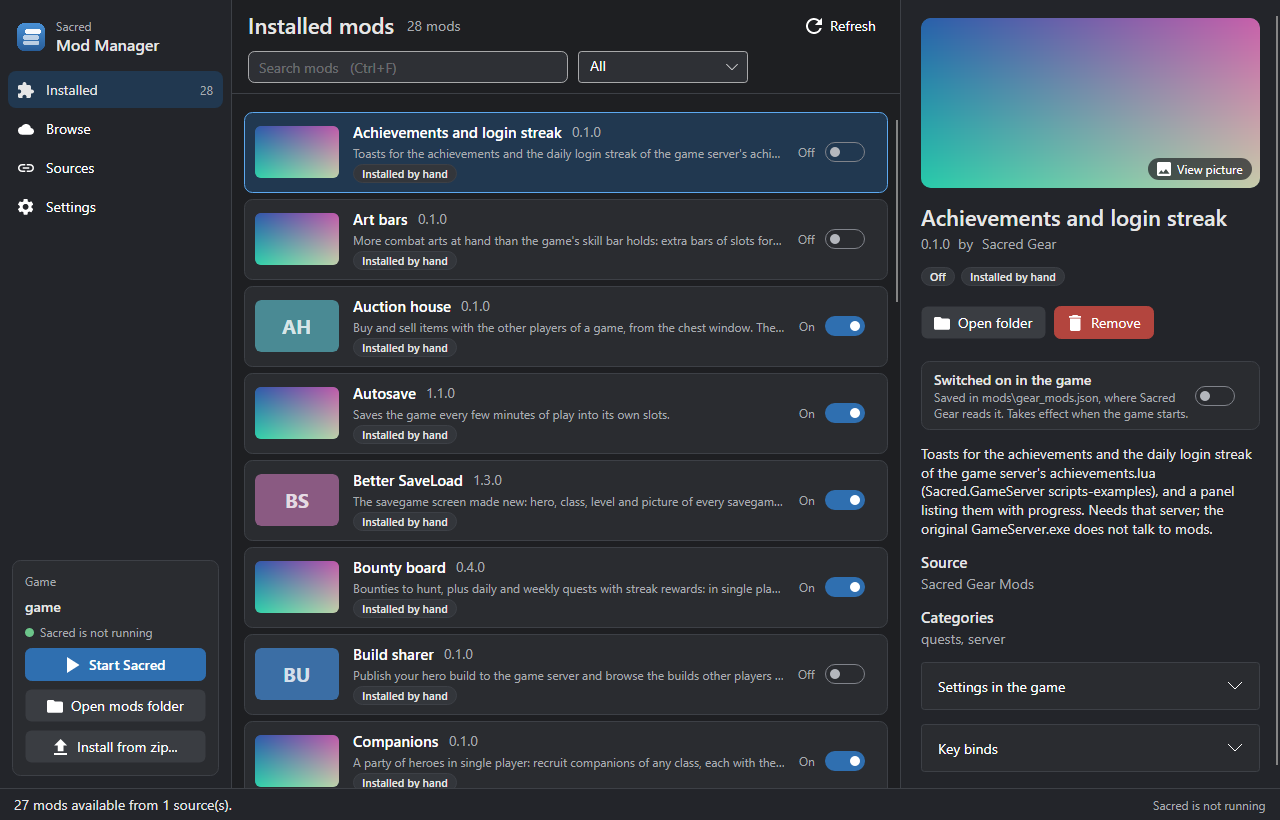 Sacred
Mod Manager
Installed 28
Browse
Sources
Settings
Game
game
Sacred is not running
Start Sacred
Open mods folder
Install from zip...
Installed mods 28 mods
Refresh
Search mods (Ctrl+F)
All
Achievements and login streak 0.1.0
Toasts for the achievements and the daily login streak of the game server's achi...
Installed by hand
Off
Art bars 0.1.0
More combat arts at hand than the game's skill bar holds: extra bars of slots for...
Installed by hand
Off
AH
Auction house 0.1.0
Buy and sell items with the other players of a game, from the chest window. The...
Installed by hand
On
Autosave 1.1.0
Saves the game every few minutes of play into its own slots.
Installed by hand
On
BS
Better SaveLoad 1.3.0
The savegame screen made new: hero, class, level and picture of every savegam...
Installed by hand
On
Bounty board 0.4.0
Bounties to hunt, plus daily and weekly quests with streak rewards: in single pla...
Installed by hand
On
BU
Build sharer 0.1.0
Publish your hero build to the game server and browse the builds other players ...
Installed by hand
Off
Companions 0.1.0
A party of heroes in single player: recruit companions of any class, each with the...
Installed by hand
On
View picture
Achievements and login streak
0.1.0 by Sacred Gear
Off Installed by hand
Open folder
Remove
Switched on in the game
Saved in mods\gear_mods.json, where Sacred
Gear reads it. Takes effect when the game starts.
Toasts for the achievements and the daily login streak
of the game server's achievements.lua
(Sacred.GameServer scripts-examples), and a panel
listing them with progress. Needs that server; the
original GameServer.exe does not talk to mods.
Source
Sacred Gear Mods
Categories
quests, server
Settings in the game
Key binds
27 mods available from 1 source(s).
Sacred is not running